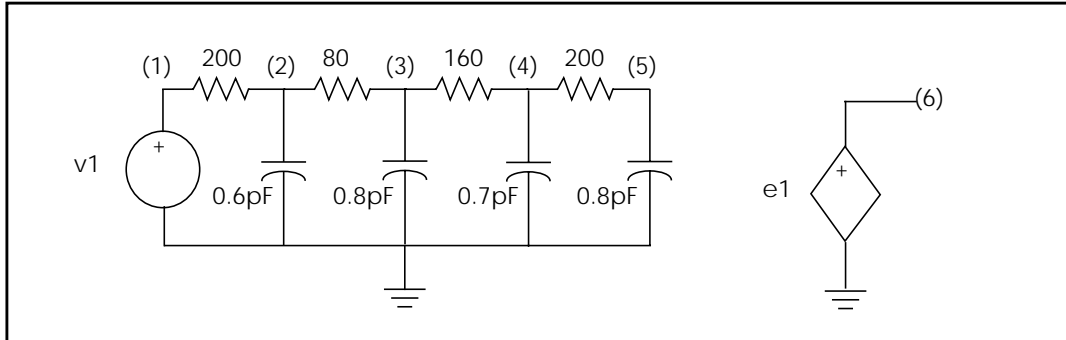 200 80 160 200
(1) (2) (3) (4) (5)
(6)
+ +
v1 e1
0.6pF 0.8pF 0.7pF 0.8pF